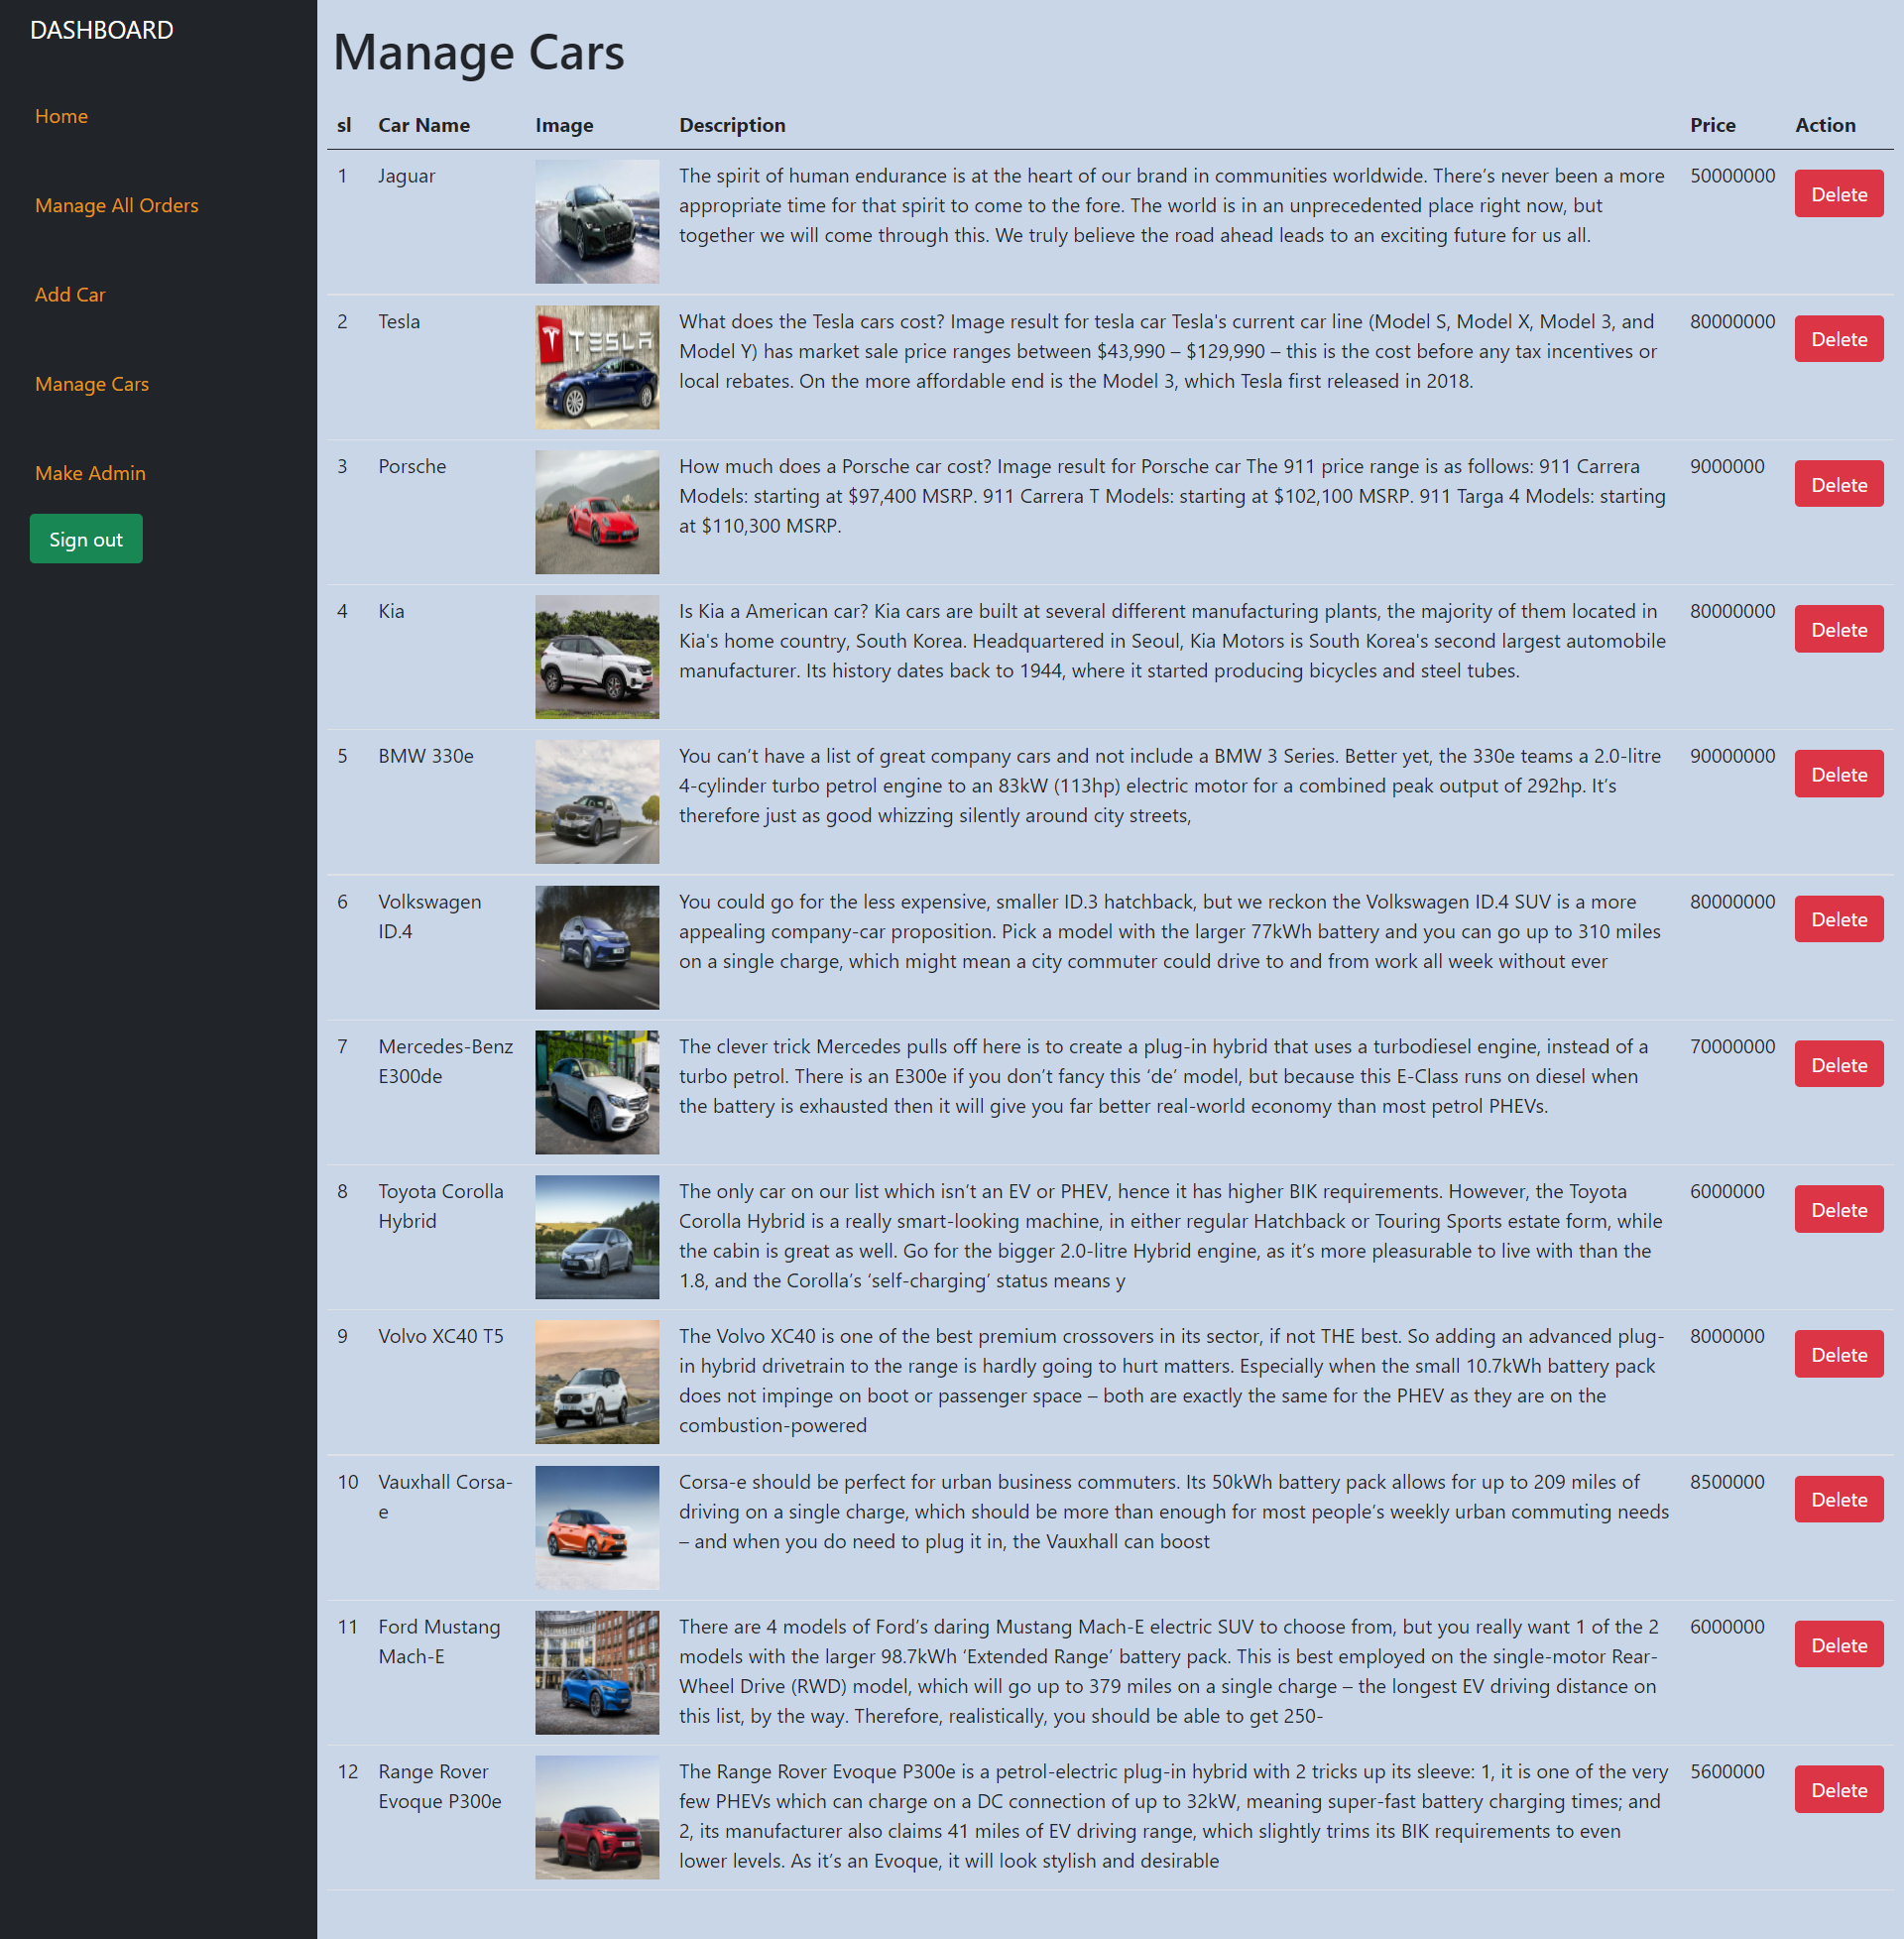 DASHBOARD
Home
Manage All Orders
Add Car
Manage Cars
Make Admin
Sign out
Manage Cars
sl Car Name Image Description Price Action
1 Jaguar The spirit of human endurance is at the heart of our brand in communities worldwide. There’s never been a more 50000000 Delete
appropriate time for that spirit to come to the fore. The world is in an unprecedented place right now, but
together we will come through this. We truly believe the road ahead leads to an exciting future for us all.
2 Tesla TESLA What does the Tesla cars cost? Image result for tesla car Tesla's current car line (Model S, Model X, Model 3, and 80000000 Delete
Model Y) has market sale price ranges between $43,990 – $129,990 – this is the cost before any tax incentives or
local rebates. On the more affordable end is the Model 3, which Tesla first released in 2018.
3 Porsche How much does a Porsche car cost? Image result for Porsche car The 911 price range is as follows: 911 Carrera 9000000 Delete
Models: starting at $97,400 MSRP. 911 Carrera T Models: starting at $102,100 MSRP. 911 Targa 4 Models: starting
at $110,300 MSRP.
4 Kia Is Kia a American car? Kia cars are built at several different manufacturing plants, the majority of them located in 80000000 Delete
Kia's home country, South Korea. Headquartered in Seoul, Kia Motors is South Korea's second largest automobile
manufacturer. Its history dates back to 1944, where it started producing bicycles and steel tubes.
5 BMW 330e You can’t have a list of great company cars and not include a BMW 3 Series. Better yet, the 330e teams a 2.0-litre 90000000 Delete
4-cylinder turbo petrol engine to an 83kW (113hp) electric motor for a combined peak output of 292hp. It’s
therefore just as good whizzing silently around city streets,
6 Volkswagen You could go for the less expensive, smaller ID.3 hatchback, but we reckon the Volkswagen ID.4 SUV is a more 80000000 Delete
ID.4 appealing company-car proposition. Pick a model with the larger 77kWh battery and you can go up to 310 miles
on a single charge, which might mean a city commuter could drive to and from work all week without ever
7 Mercedes-Benz The clever trick Mercedes pulls off here is to create a plug-in hybrid that uses a turbodiesel engine, instead of a 70000000 Delete
E300de turbo petrol. There is an E300e if you don’t fancy this ‘de’ model, but because this E-Class runs on diesel when
the battery is exhausted then it will give you far better real-world economy than most petrol PHEVs.
8 Toyota Corolla The only car on our list which isn’t an EV or PHEV, hence it has higher BIK requirements. However, the Toyota 6000000 Delete
Hybrid Corolla Hybrid is a really smart-looking machine, in either regular Hatchback or Touring Sports estate form, while
the cabin is great as well. Go for the bigger 2.0-litre Hybrid engine, as it’s more pleasurable to live with than the
1.8, and the Corolla’s ‘self-charging’ status means y
9 Volvo XC40 T5 The Volvo XC40 is one of the best premium crossovers in its sector, if not THE best. So adding an advanced plug- 8000000 Delete
in hybrid drivetrain to the range is hardly going to hurt matters. Especially when the small 10.7kWh battery pack
does not impinge on boot or passenger space – both are exactly the same for the PHEV as they are on the
combustion-powered
10 Vauxhall Corsa- Corsa-e should be perfect for urban business commuters. Its 50kWh battery pack allows for up to 209 miles of 8500000 Delete
e driving on a single charge, which should be more than enough for most people’s weekly urban commuting needs
– and when you do need to plug it in, the Vauxhall can boost
11 Ford Mustang There are 4 models of Ford’s daring Mustang Mach-E electric SUV to choose from, but you really want 1 of the 2 6000000 Delete
Mach-E models with the larger 98.7kWh ‘Extended Range’ battery pack. This is best employed on the single-motor Rear-
Wheel Drive (RWD) model, which will go up to 379 miles on a single charge – the longest EV driving distance on
this list, by the way. Therefore, realistically, you should be able to get 250-
12 Range Rover The Range Rover Evoque P300e is a petrol-electric plug-in hybrid with 2 tricks up its sleeve: 1, it is one of the very 5600000 Delete
Evoque P300e few PHEVs which can charge on a DC connection of up to 32kW, meaning super-fast battery charging times; and
2, its manufacturer also claims 41 miles of EV driving range, which slightly trims its BIK requirements to even
lower levels. As it’s an Evoque, it will look stylish and desirable